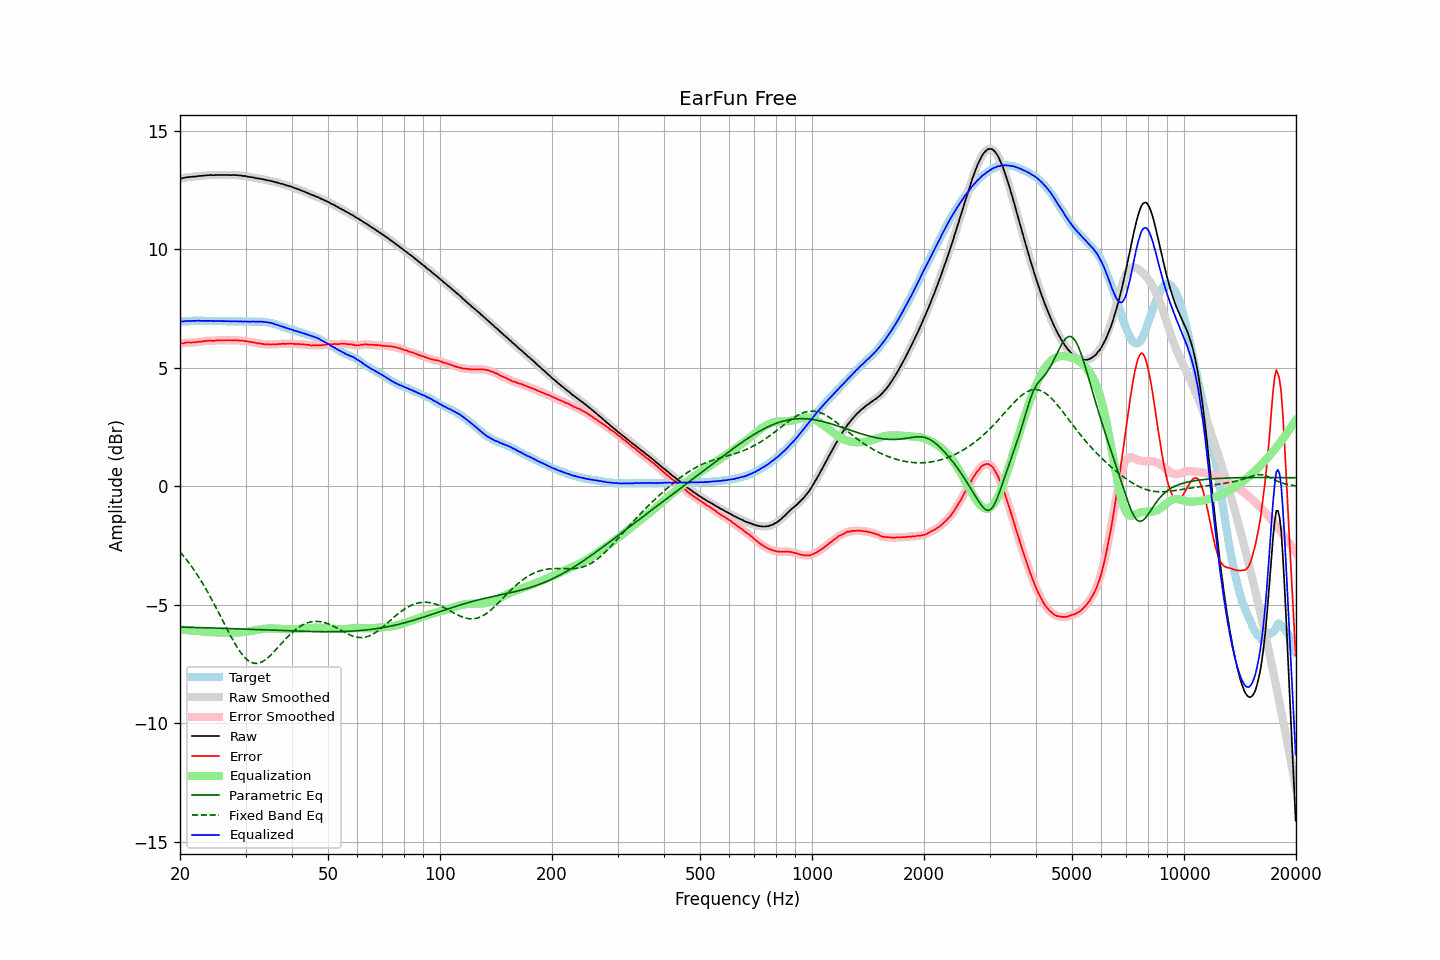 EarFun Free
Amplitude (dBr)
15
10
5
0
−5
−10
−15
Target
Raw Smoothed
Error Smoothed
Raw
Error
Equalization
Parametric Eq
Fixed Band Eq
Equalized
20 50 100 200 500 1000 2000 5000 10000 20000
Frequency (Hz)